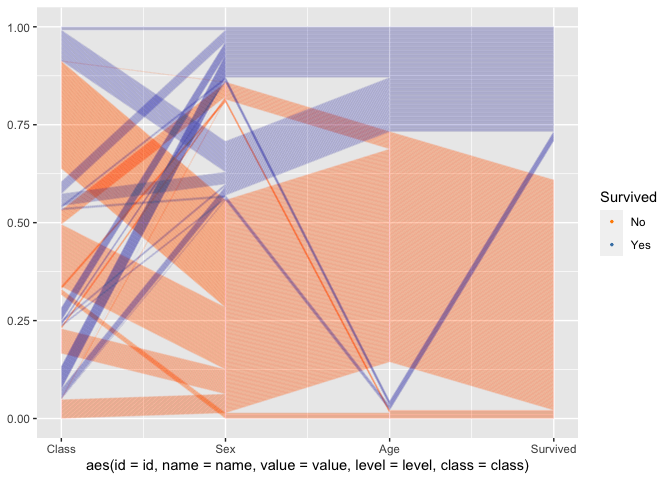 1.00
0.75
0.50
0.25
0.00
Class Sex Age Survived
aes(id = id, name = name, value = value, level = level, class = class)
Survived
No
Yes